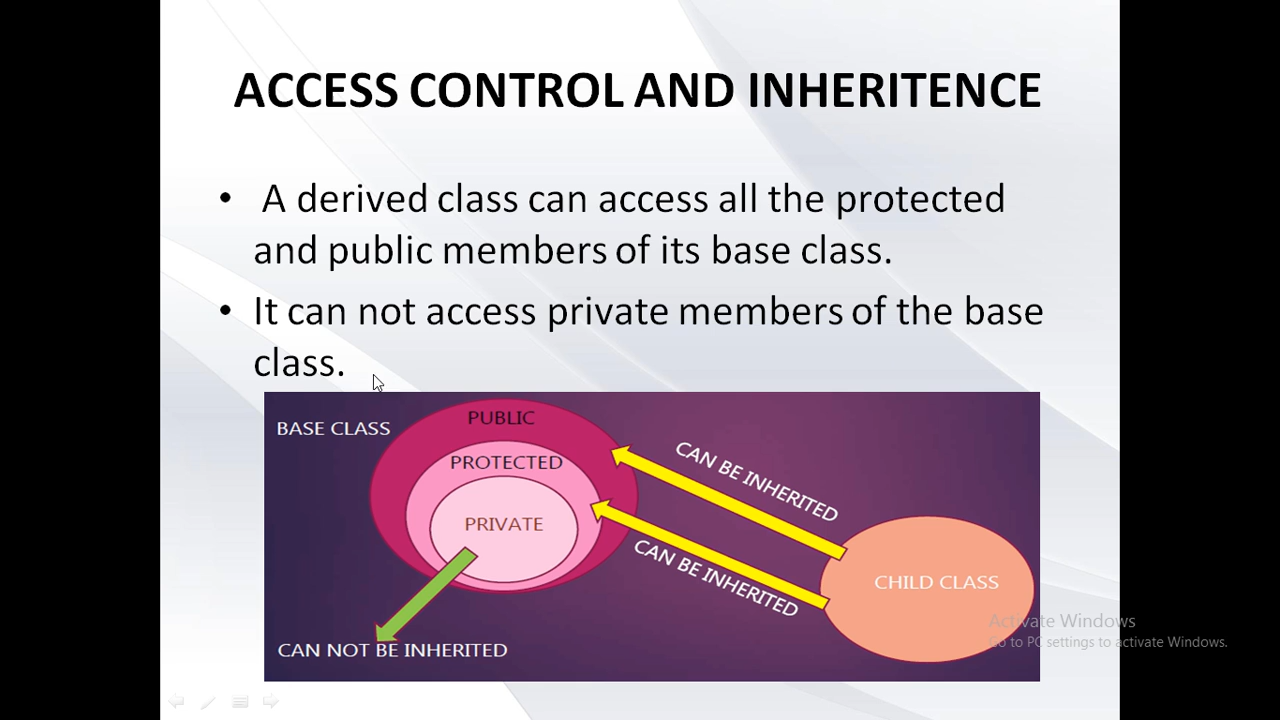 ACCESS CONTROL AND INHERITENCE
• A derived class can access all the protected
and public members of its base class.
• It can not access private members of the base
class.
BASE CLASS
PUBLIC
PROTECTED
PRIVATE
CAN BE INHERITED
CAN BE INHERITED
CHILD CLASS
CAN NOT BE INHERITED
Activate Windows
Go to PC settings to activate Windows.